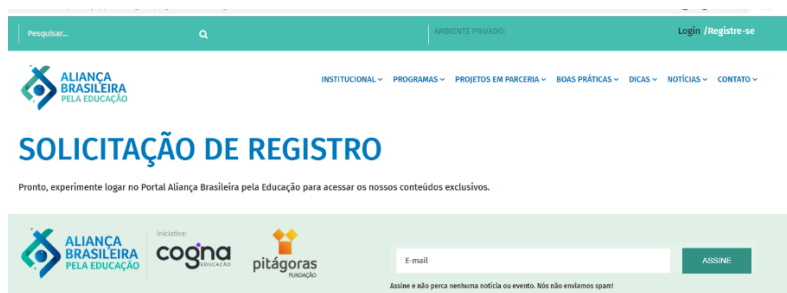 Pesquisar...
AMBIENTE PRIVADO:
Login /Registre-se
ALIANÇA
BRASILEIRA
PELA EDUCAÇÃO
INSTITUCIONAL PROGRAMAS PROJETOS EM PARCERIA BOAS PRÁTICAS DICAS NOTÍCIAS CONTATO
SOLICITAÇÃO DE REGISTRO
Pronto, experimente logar no Portal Aliança Brasileira pela Educação para acessar os nossos conteúdos exclusivos.
ALIANÇA
BRASILEIRA
PELA EDUCAÇÃO
Iniciativa:
cogna
EDUCAÇÃO
pitágoras
FUNDAÇÃO
E-mail
ASSINE
Assine e não perca nenhuma notícia ou evento. Nós não enviamos spam!